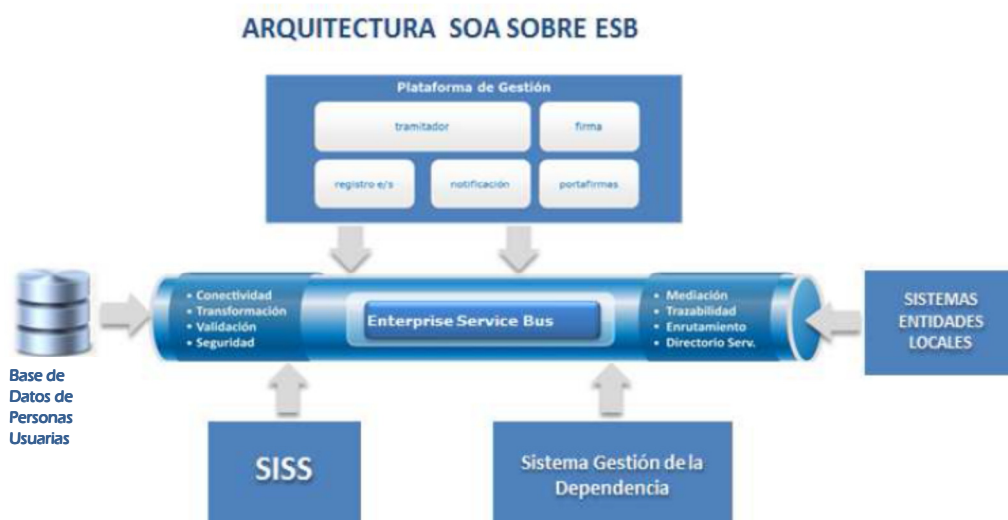 ARQUITECTURA SOA SOBRE ESB
Plataforma de Gestión
tramitador
firma
registro e/s
notificación
portafirmas
• Conectividad
• Transformación
• Validación
• Seguridad
Enterprise Service Bus
• Mediación
• Trazabilidad
• Enrutamiento
• Directorio Serv.
SISTEMAS
ENTIDADES
LOCALES
Base de
Datos de
Personas
Usuarias
SISS
Sistema Gestión de la
Dependencia